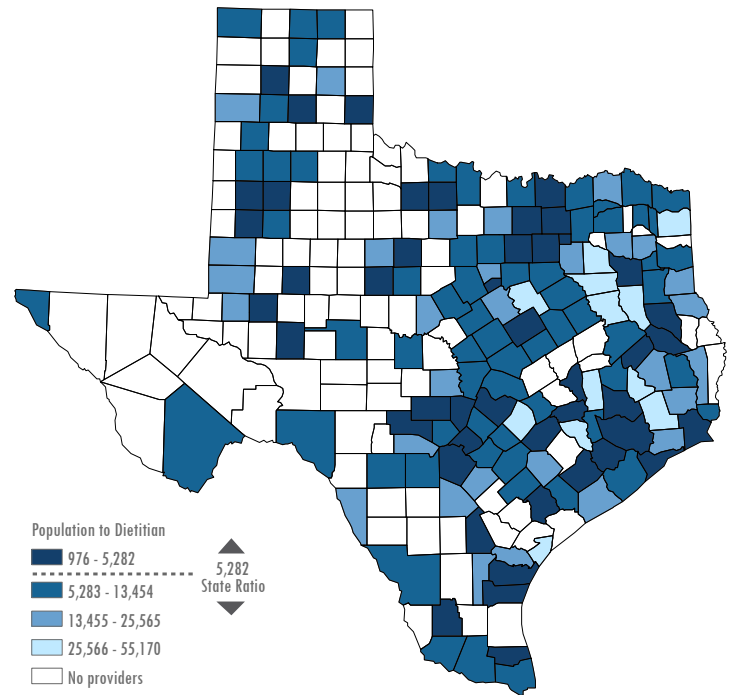 Population to Dietitian
976 - 5,282
5,283 - 13,454
13,455 - 25,565
25,566 - 55,170
No providers
5,282
State Ratio